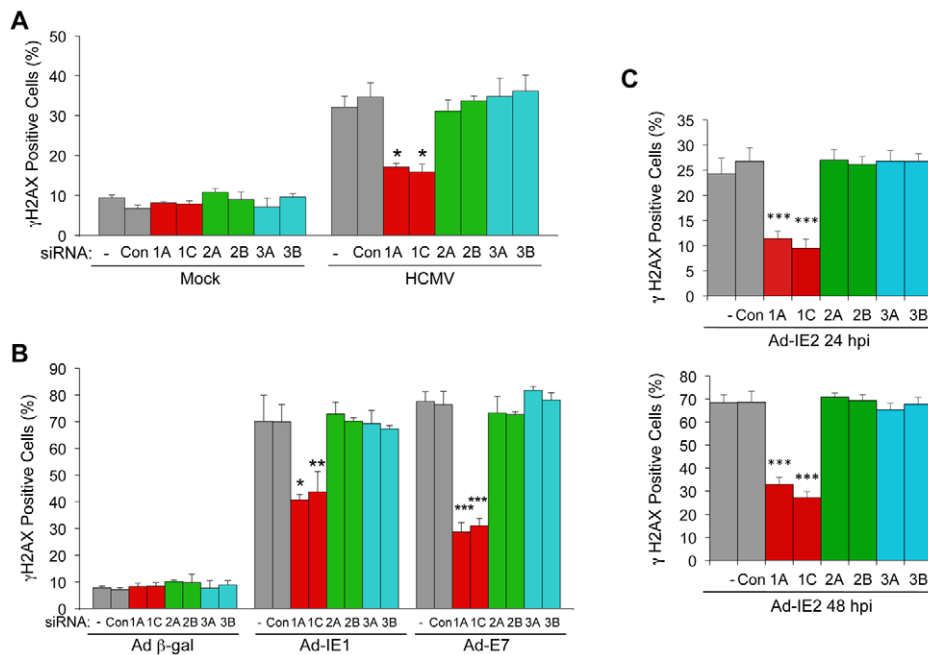 A
γH2AX Positive Cells (%)
50
40
30
20
10
0
* *
siRNA: - Con 1A 1C 2A 2B 3A 3B - Con 1A 1C 2A 2B 3A 3B
Mock HCMV
B
γH2AX Positive Cells (%)
80
70
60
50
40
30
20
10
0
* ** *** ***
siRNA: - Con 1A 1C 2A 2B 3A 3B - Con 1A 1C 2A 2B 3A 3B - Con 1A 1C 2A 2B 3A 3B
Ad β-gal Ad-IE1 Ad-E7
C
γ H2AX Positive Cells (%)
35
30
25
20
15
10
5
0
*** ***
- Con 1A 1C 2A 2B 3A 3B
Ad-IE2 24 hpi
γ H2AX Positive Cells (%)
80
70
60
50
40
30
20
10
0
*** ***
- Con 1A 1C 2A 2B 3A 3B
Ad-IE2 48 hpi